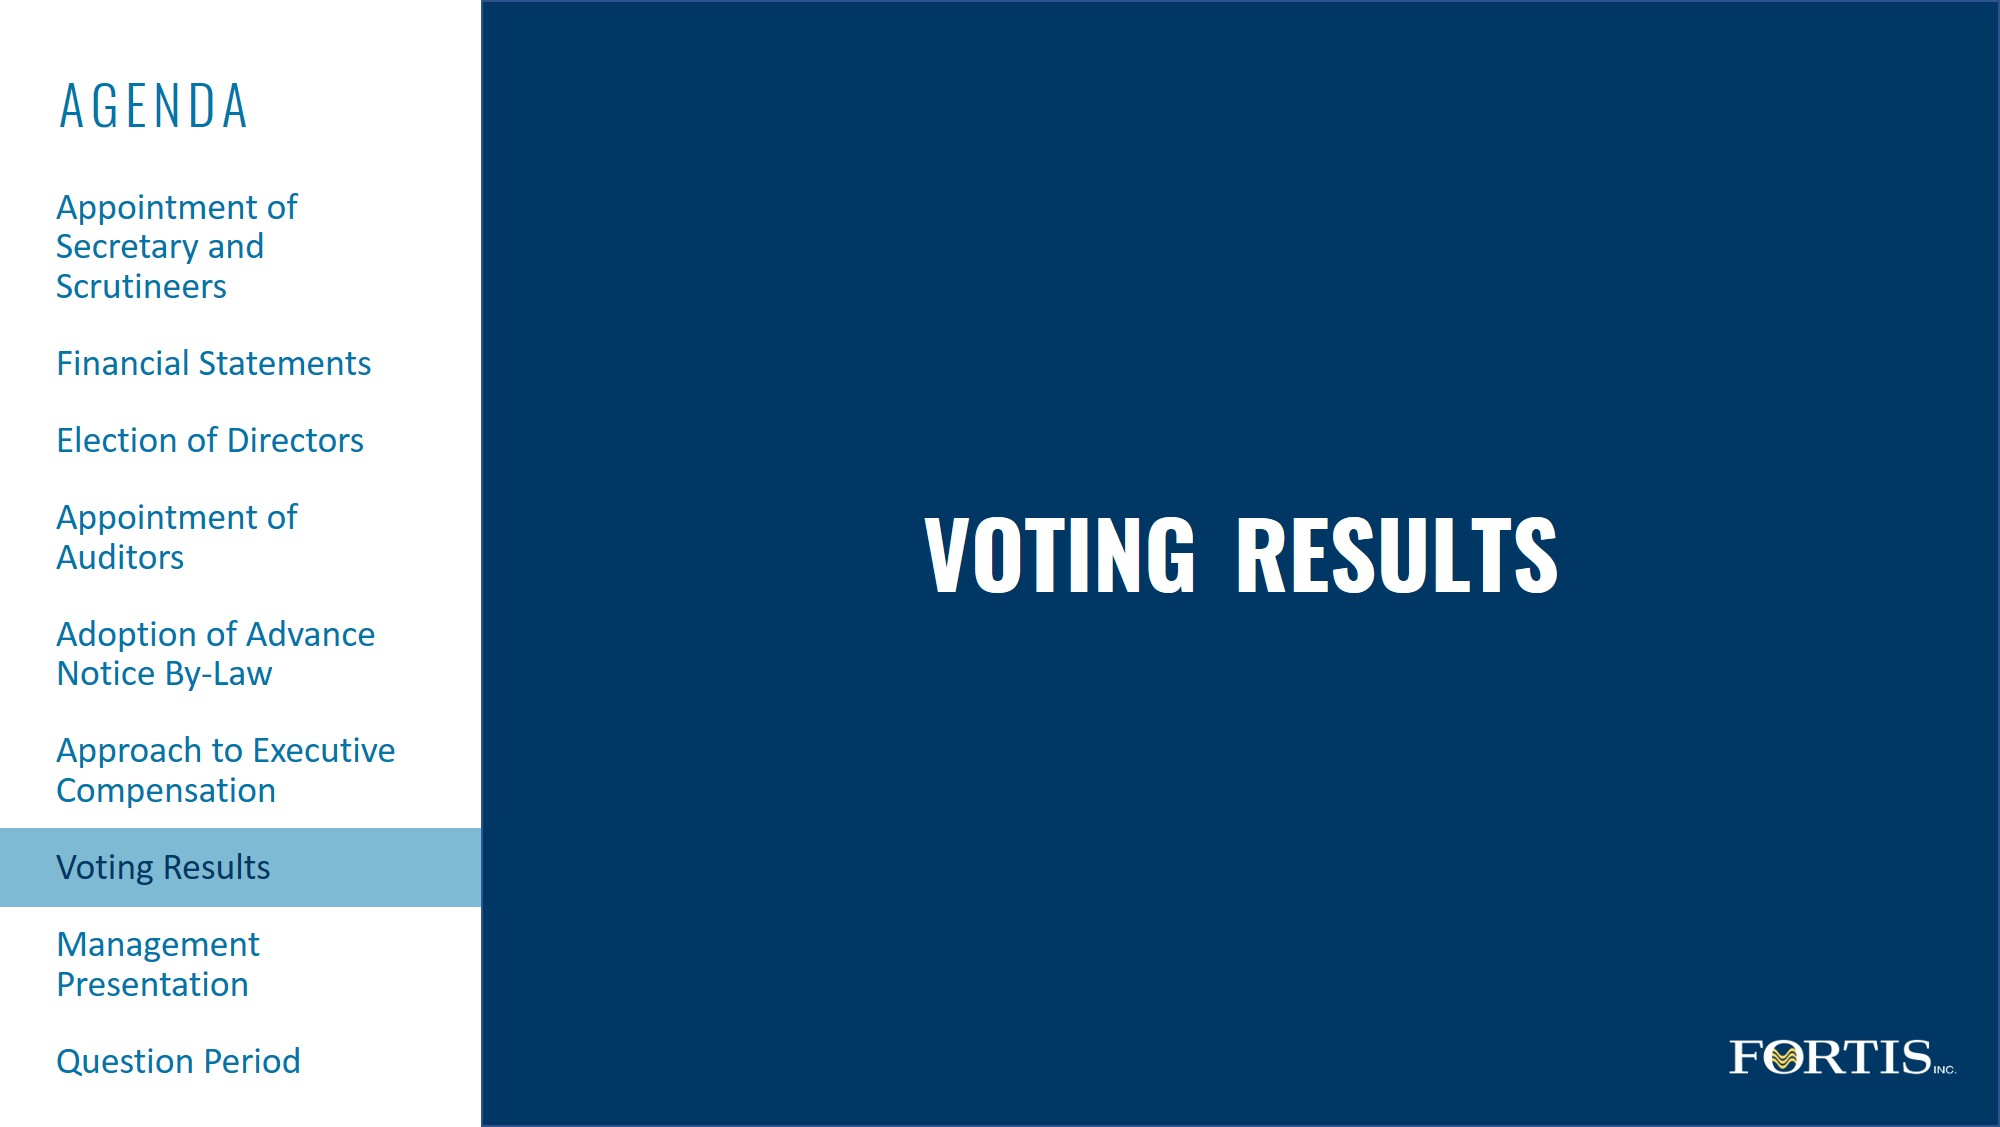 AGENDA
Appointment of
Secretary and
Scrutineers
Financial Statements
Election of Directors
Appointment of
Auditors
Adoption of Advance
Notice By-Law
Approach to Executive
Compensation
Voting Results
Management
Presentation
Question Period
VOTING RESULTS
FORTIS INC.